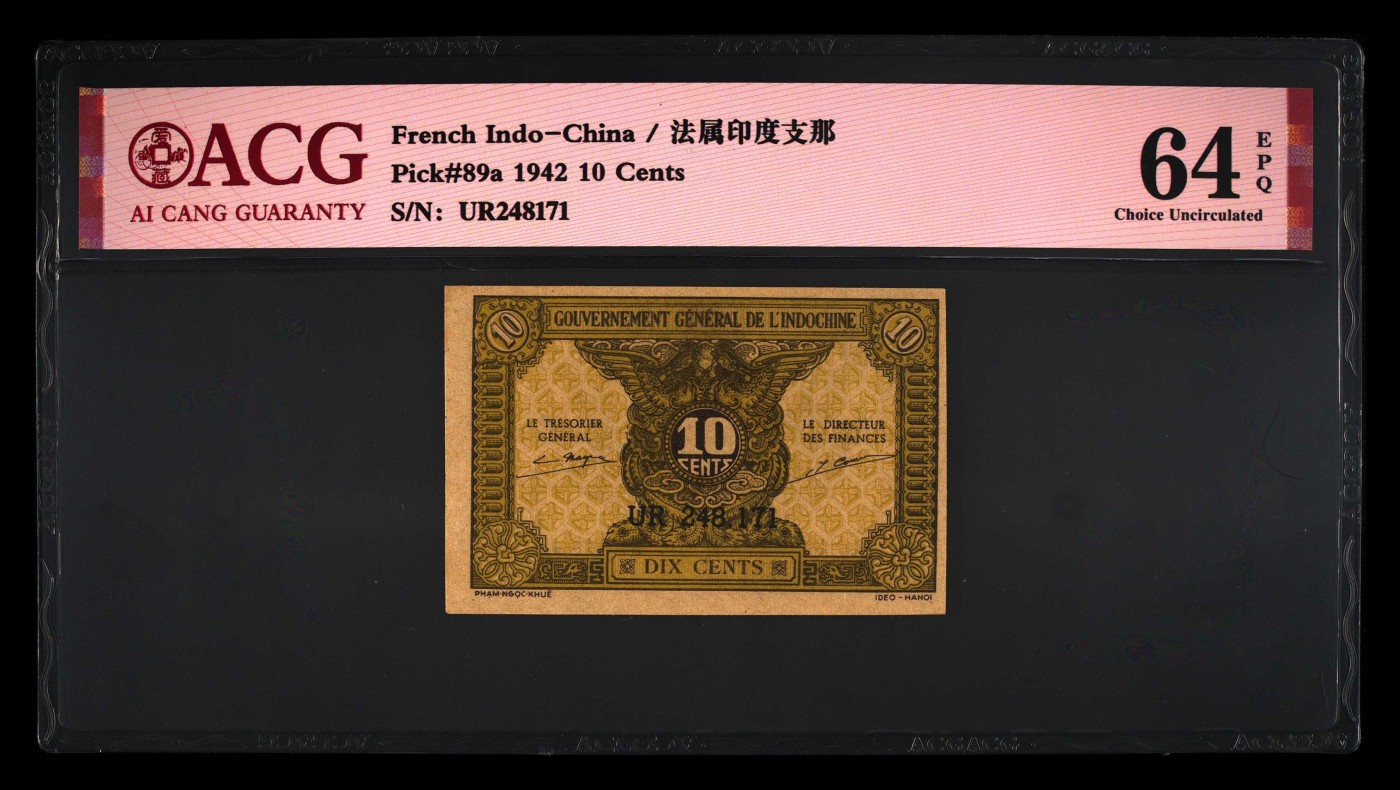 ACG
AI CANG GUARANTY
French Indo-China / 法属印度支那
Pick#89a 1942 10 Cents
S/N: UR248171
64
EPQ
Choice Uncirculated
10
GOUVERNEMENT GÉNÉRAL DE L'INDOCHINE
10
LE TRÉSORIER
GÉNÉRAL
10
CENTS
LE DIRECTEUR
DES FINANCES
UR 248.171
DIX CENTS
PHAM-NGOC-KHUÊ
IDEO - HANOI